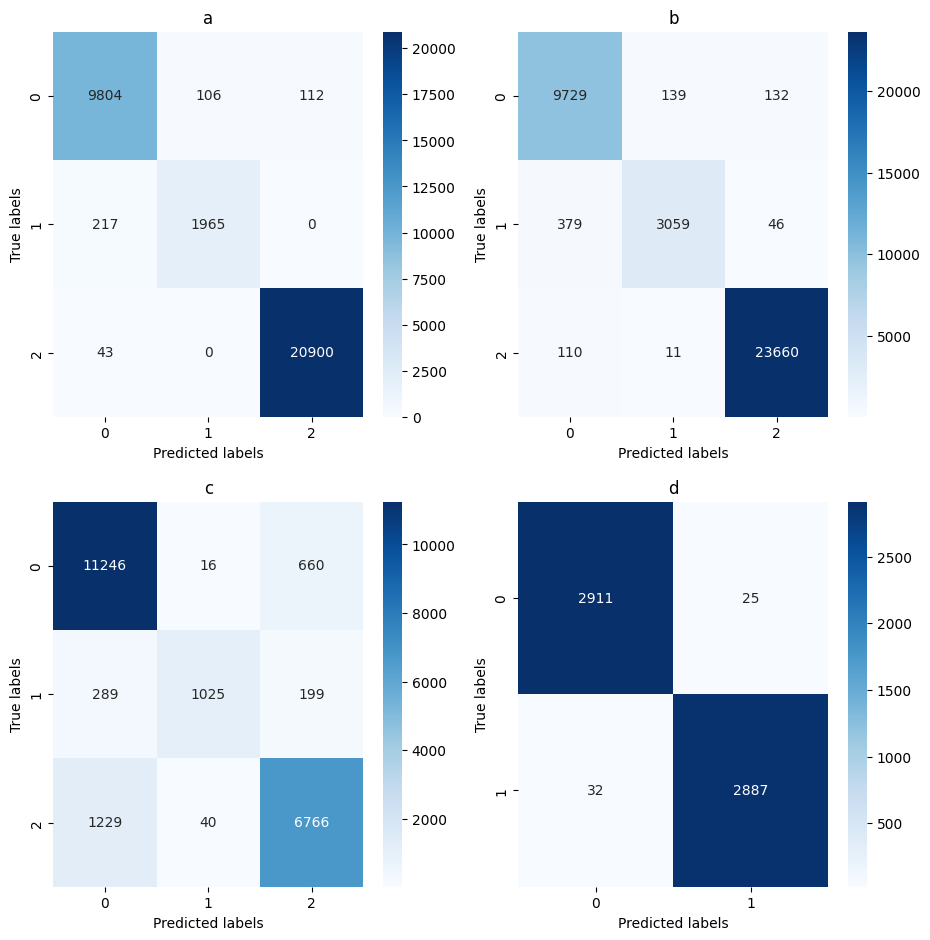 a
0
9804 106 112
1
217 1965 0
2
43 0 20900
0 1 2
True labels
Predicted labels
20000
17500
15000
12500
10000
7500
5000
2500
0
b
0
9729 139 132
1
379 3059 46
2
110 11 23660
0 1 2
True labels
Predicted labels
20000
15000
10000
5000
c
0
11246 16 660
1
289 1025 199
2
1229 40 6766
0 1 2
True labels
Predicted labels
10000
8000
6000
4000
2000
d
0
2911 25
1
32 2887
0 1
True labels
Predicted labels
2500
2000
1500
1000
500